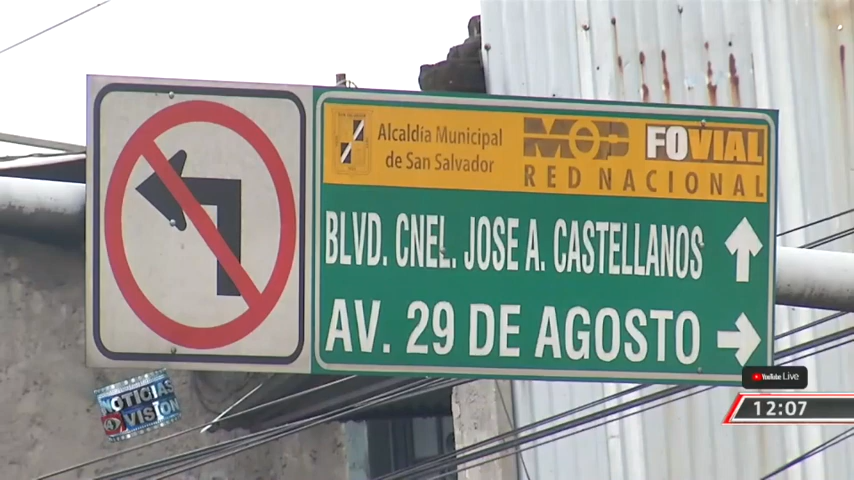 Alcaldía Municipal
de San Salvador
MOP
FOVIAL
RED NACIONAL
BLVD. CNEL. JOSE A. CASTELLANOS
AV. 29 DE AGOSTO
NOTICIAS
VISION
YouTube Live
12:07